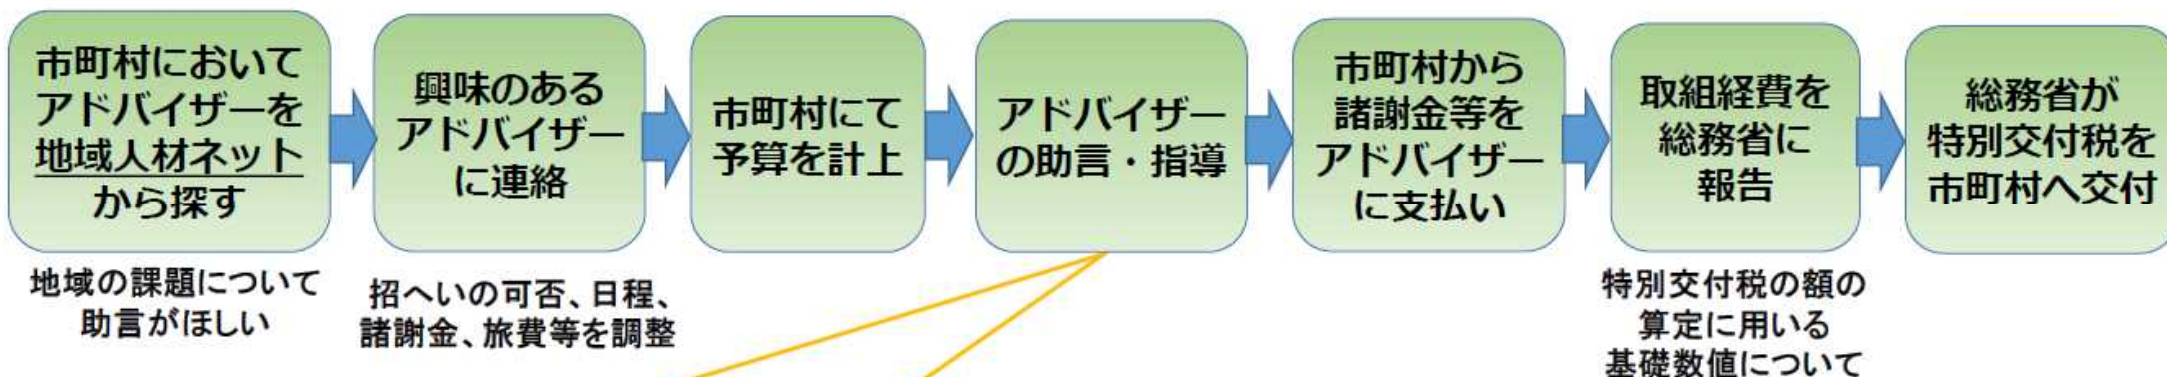 市町村において
アドバイザーを
地域人材ネット
から探す
興味のある
アドバイザー
に連絡
市町村にて
予算を計上
アドバイザー
の助言・指導
市町村から
諸謝金等を
アドバイザー
に支払い
取組経費を
総務省に
報告
総務省が
特別交付税を
市町村へ交付
地域の課題について
助言がほしい
招へいの可否、日程、
諸謝金、旅費等を調整
特別交付税の額の
算定に用いる
基礎数値について